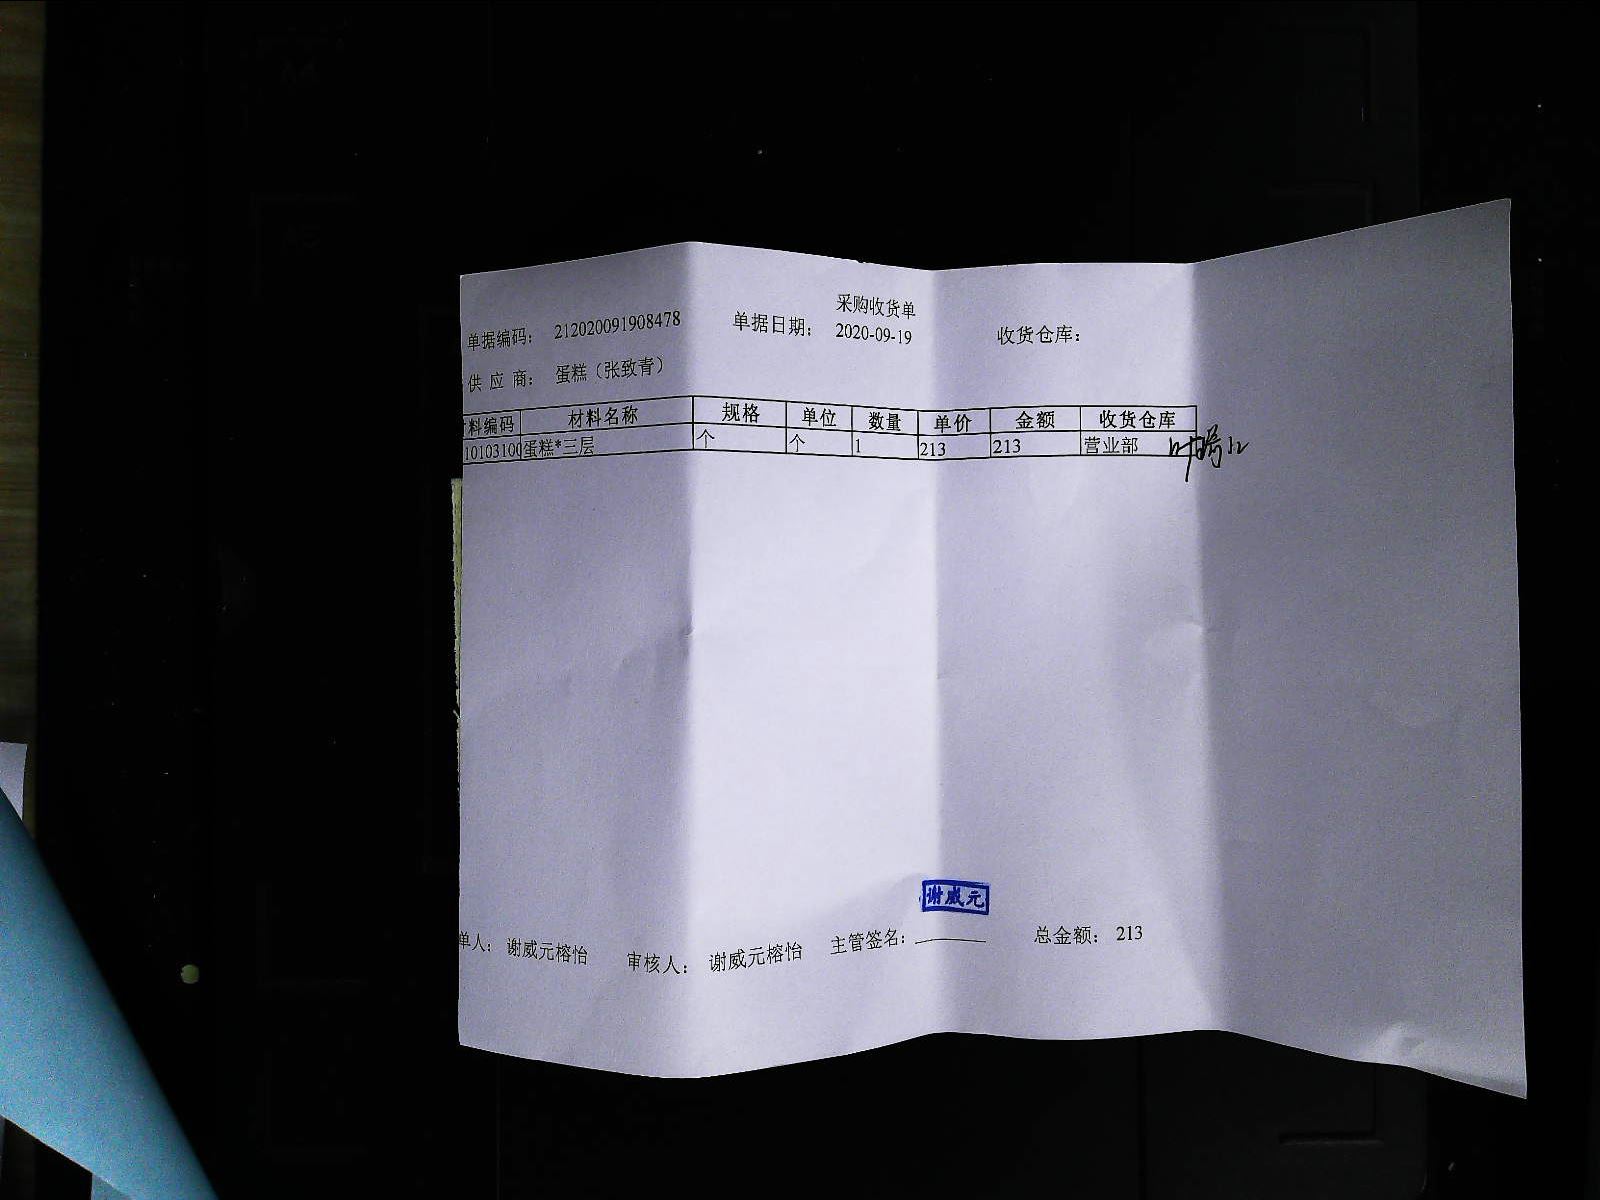 采购收货单
单据编码： 212020091908478 单据日期： 2020-09-19 收货仓库：
供 应 商： 蛋糕（张致青）
料编码 材料名称 规格 单位 数量 单价 金额 收货仓库
10103100 蛋糕*三层 个 个 1 213 213 营业部
谢威元
单人： 谢威元榕怡 审核人： 谢威元榕怡 主管签名： 总金额： 213